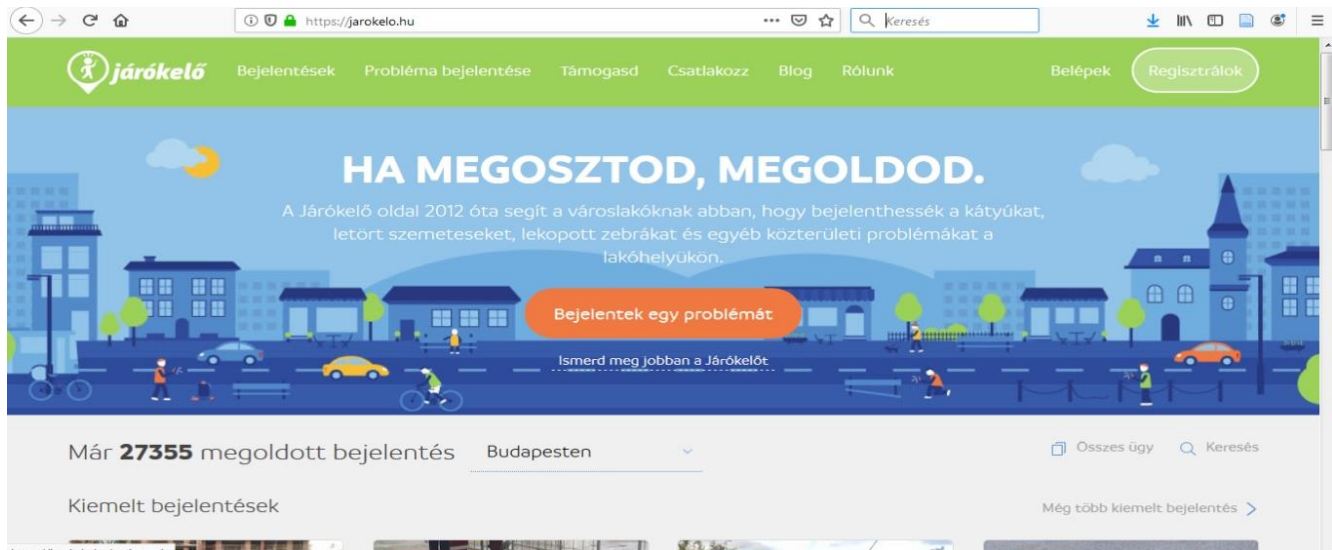 https://jarokelo.hu
Keresés
járókelő Bejelentések Probléma bejelentése Támogasd Csatlakozz Blog Rólunk Belépek Regisztrálok
HA MEGOSZTOD, MEGOLDOD.
A Járókelő oldal 2012 óta segít a városlakóknak abban, hogy bejelenthessék a kátyúkat,
letört szemeteseket, lekopott zebrákat és egyéb közterületi problémákat a
lakóhelyükön.
Bejelentek egy problémát
Ismerd meg jobban a Járókelőt
Már 27355 megoldott bejelentés Budapesten Összes ügy Keresés
Kiemelt bejelentések Még több kiemelt bejelentés